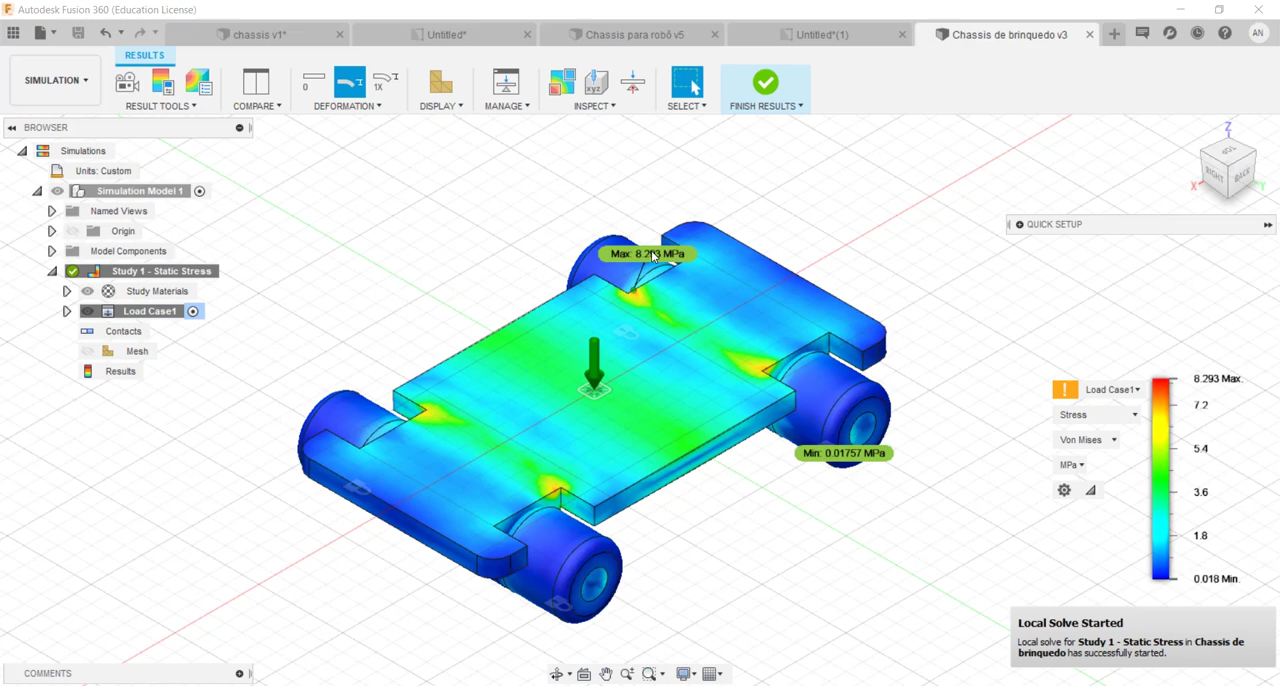 Autodesk Fusion 360 (Education License)
chassis v1*
Untitled*
Chassis para robô v5
Untitled*(1)
Chassis de brinquedo v3
AN
RESULTS
SIMULATION
0
1X
xyz
RESULT TOOLS
COMPARE
DEFORMATION
DISPLAY
MANAGE
INSPECT
SELECT
FINISH RESULTS
BROWSER
Simulations
Units: Custom
Simulation Model 1
Named Views
Origin
Model Components
Study 1 - Static Stress
Study Materials
Load Case1
Contacts
Mesh
Results
Z
TOP
RIGHT
BACK
X
Y
QUICK SETUP
Max: 8.293 MPa
Min: 0.01757 MPa
Load Case1
Stress
Von Mises
MPa
8.293 Max.
7.2
5.4
3.6
1.8
0.018 Min.
Local Solve Started
Local solve for Study 1 - Static Stress in Chassis de
brinquedo has successfully started.
COMMENTS